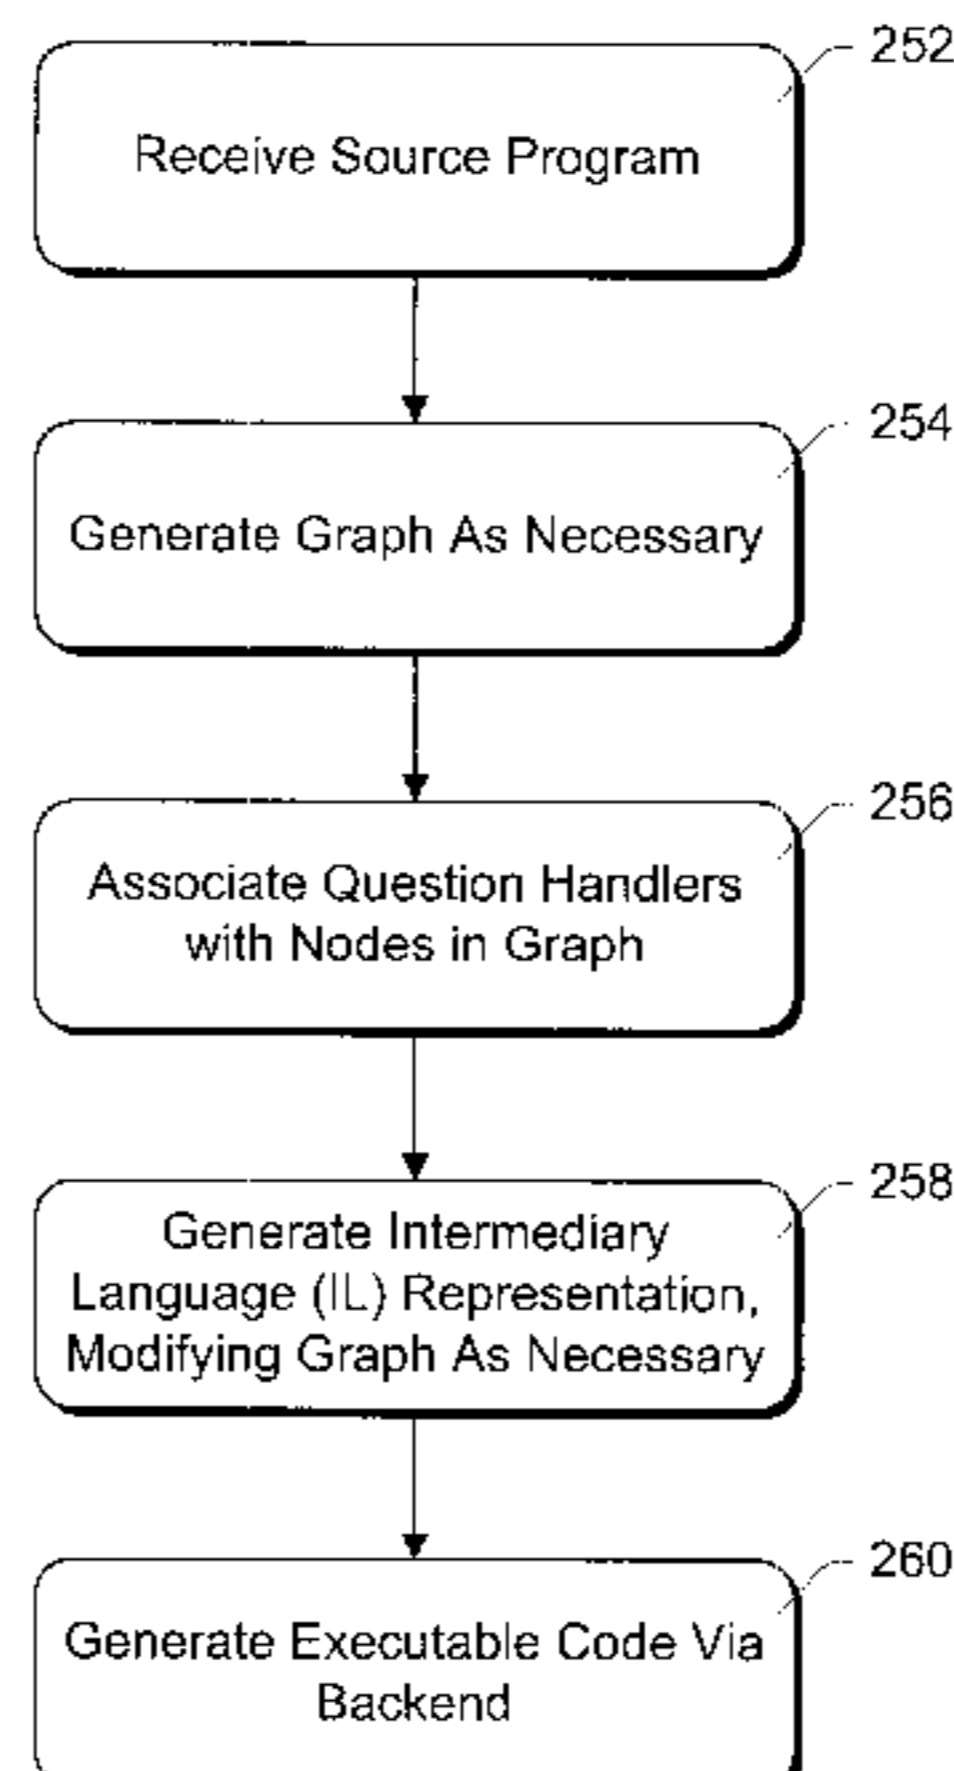 252
Receive Source Program
254
Generate Graph As Necessary
256
Associate Question Handlers
with Nodes in Graph
258
Generate Intermediary
Language (IL) Representation,
Modifying Graph As Necessary
260
Generate Executable Code Via
Backend